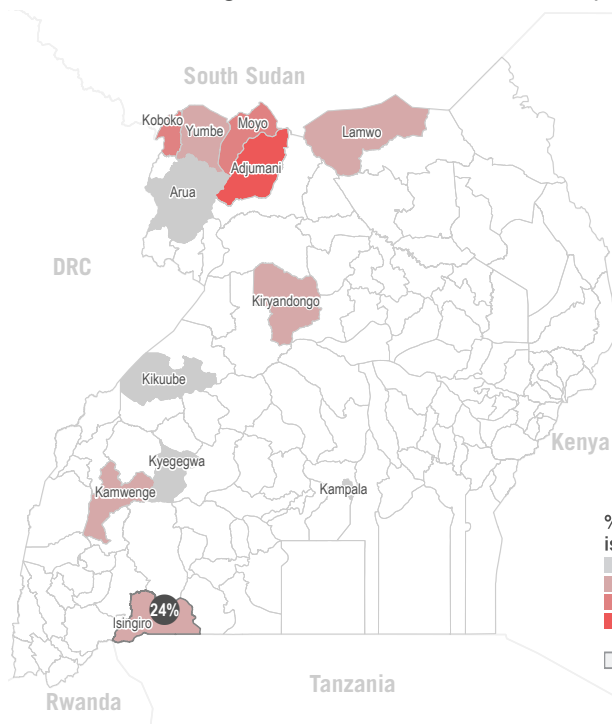 South Sudan
Koboko
Yumbe
Moyo
Lamwo
Adjumani
Arua
DRC
Kiryandongo
Kikuube
Kenya
Kyegegwa
Kamwenge
Kampala
%
is
24%
Isingiro
Tanzania
Rwanda